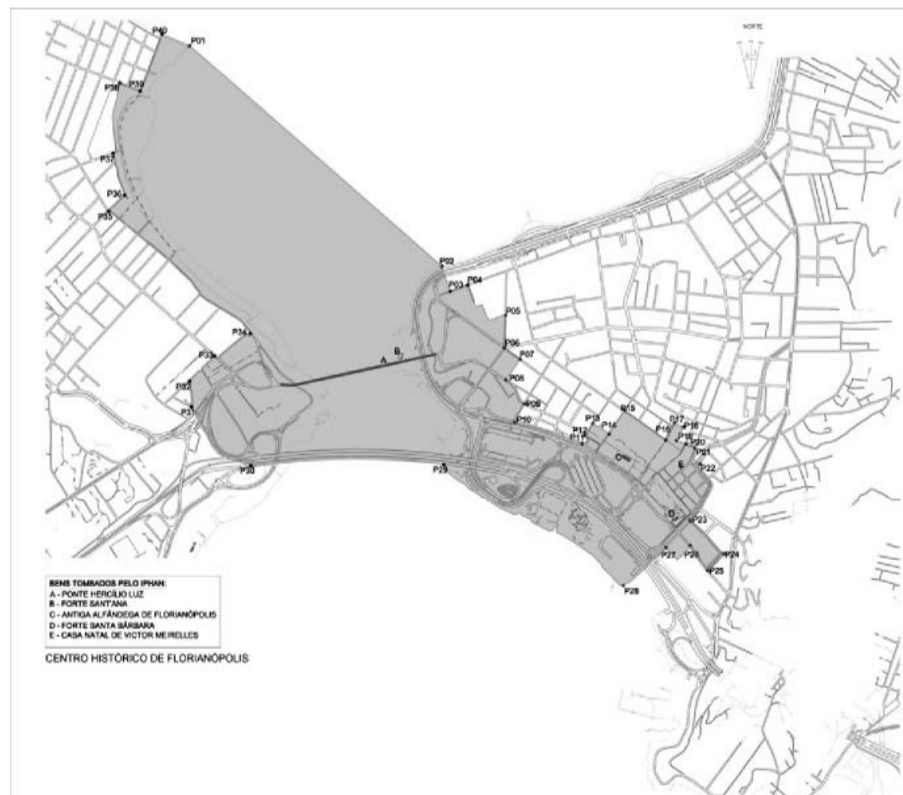 P40
P01
NORTE
P38
P39
P37
P36
P35
P02
P03
P04
P05
P06
P07
P34
B
A
P33
P08
P32
P09
P31
P10
P13
P15
P17
P12
P14
P11
P16
P18
P19
P20
P21
C
E
P22
P30
P29
D
P23
P27
P26
P24
P25
P28
BENS TOMBADOS PELO IPHAN:
A - PONTE HERCÍLIO LUZ
B - FORTE SANT'ANA
C - ANTIGA ALFÂNDEGA DE FLORIANÓPOLIS
D - FORTE SANTA BÁRBARA
E - CASA NATAL DE VICTOR MEIRELLES
CENTRO HISTÓRICO DE FLORIANÓPOLIS